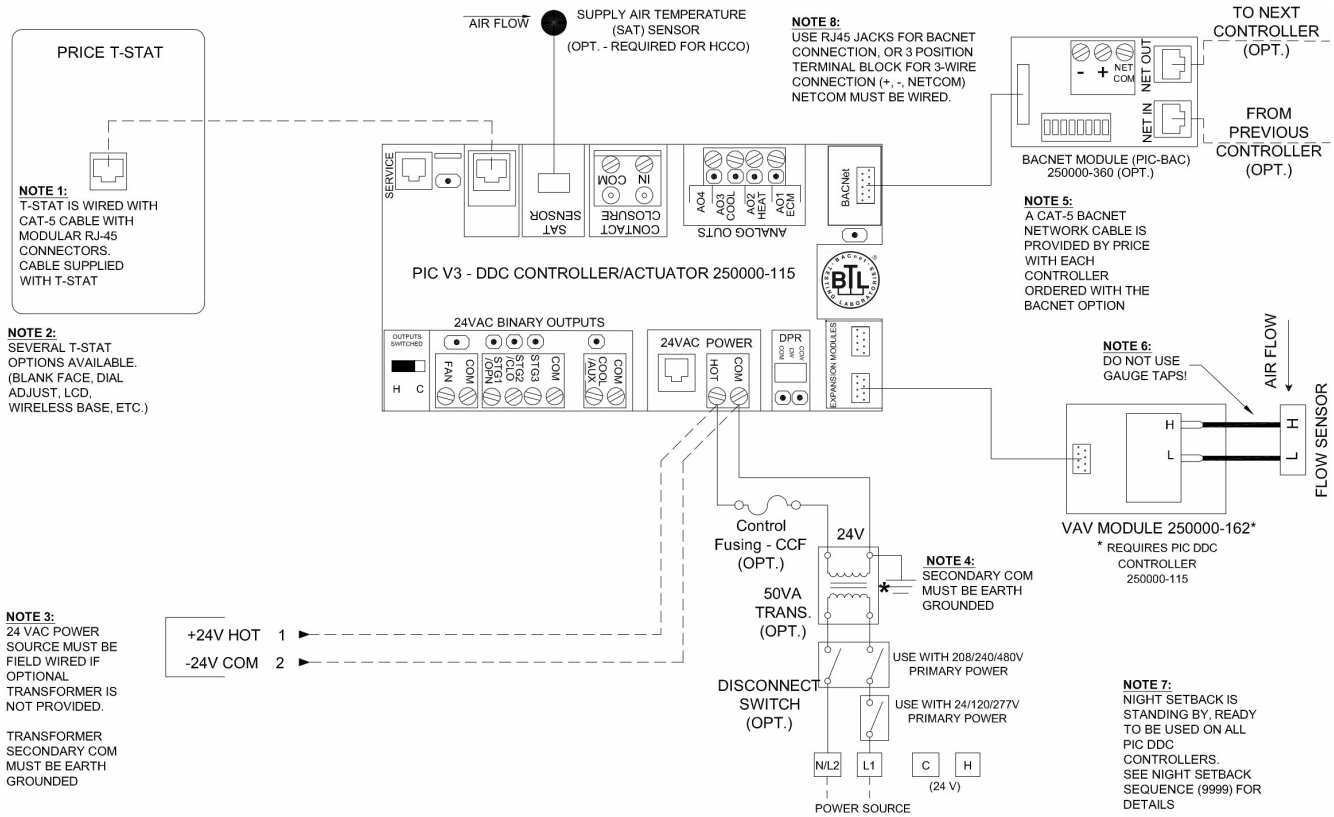 AIR FLOW
SUPPLY AIR TEMPERATURE
(SAT) SENSOR
(OPT. - REQUIRED FOR HCCO)
NOTE 8:
USE RJ45 JACKS FOR BACNET
CONNECTION, OR 3 POSITION
TERMINAL BLOCK FOR 3-WIRE
CONNECTION (+, -, NETCOM)
NETCOM MUST BE WIRED.
TO NEXT
CONTROLLER
(OPT.)
- +
NET
COM
NET OUT
NET IN
FROM
PREVIOUS
CONTROLLER
(OPT.)
BACNET MODULE (PIC-BAC)
250000-360 (OPT.)
PRICE T-STAT
NOTE 1:
T-STAT IS WIRED WITH
CAT-5 CABLE WITH
MODULAR RJ-45
CONNECTORS.
CABLE SUPPLIED
WITH T-STAT
NOTE 2:
SEVERAL T-STAT
OPTIONS AVAILABLE.
(BLANK FACE, DIAL
ADJUST, LCD,
WIRELESS BASE, ETC.)
SERVICE
SAT
SENSOR
COM
IN
CONTACT
CLOSURE
AO4
AO3
COOL
AO2
HEAT
AO1
ECM
ANALOG OUTS
BACNet
PIC V3 - DDC CONTROLLER/ACTUATOR 250000-115
BACnet
TESTING LABORATORIES
BTL
®
24VAC BINARY OUTPUTS
OUTPUTS
SWITCHED
H C
FAN
COM
STG1
/OPN
STG2
/CLO
STG3
COM
COOL
/AUX
COM
24VAC POWER
HOT
COM
DPR
COM
CW
CCW
EXPANSION MODULES
NOTE 5:
A CAT-5 BACNET
NETWORK CABLE IS
PROVIDED BY PRICE
WITH EACH
CONTROLLER
ORDERED WITH THE
BACNET OPTION
NOTE 6:
DO NOT USE
GAUGE TAPS!
AIR FLOW
H
L
H
L
FLOW SENSOR
VAV MODULE 250000-162*
* REQUIRES PIC DDC
CONTROLLER
250000-115
Control
Fusing - CCF
(OPT.)
24V
NOTE 4:
SECONDARY COM
MUST BE EARTH
GROUNDED
*
50VA
TRANS.
(OPT.)
USE WITH 208/240/480V
PRIMARY POWER
DISCONNECT
SWITCH
(OPT.)
USE WITH 24/120/277V
PRIMARY POWER
N/L2
L1
C
H
(24 V)
POWER SOURCE
NOTE 3:
24 VAC POWER
SOURCE MUST BE
FIELD WIRED IF
OPTIONAL
TRANSFORMER IS
NOT PROVIDED.
TRANSFORMER
SECONDARY COM
MUST BE EARTH
GROUNDED
+24V HOT 1
-24V COM 2
NOTE 7:
NIGHT SETBACK IS
STANDING BY, READY
TO BE USED ON ALL
PIC DDC
CONTROLLERS.
SEE NIGHT SETBACK
SEQUENCE (9999) FOR
DETAILS